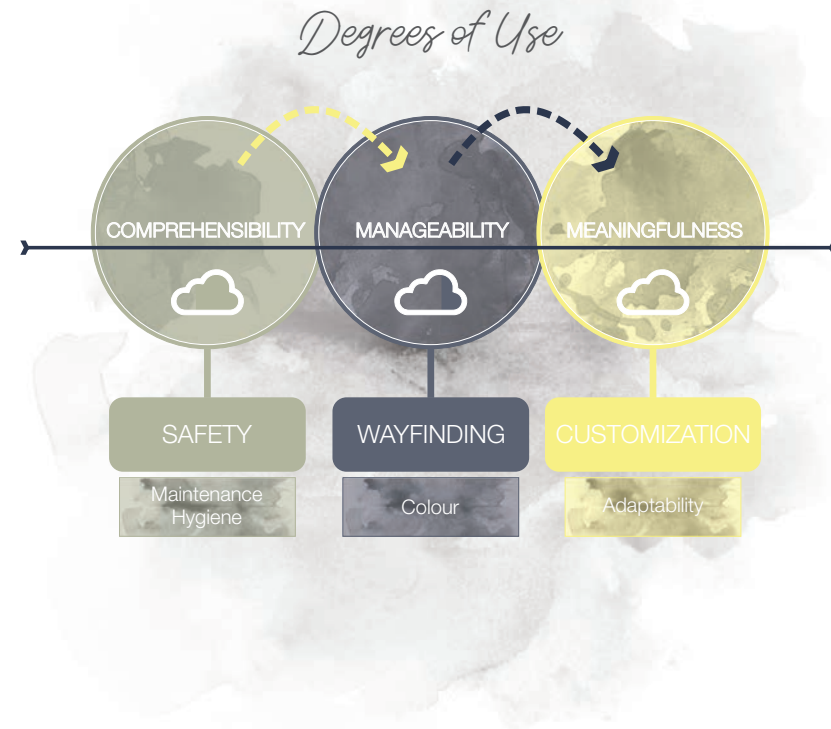 Degrees of Use
COMPREHENSIBILITY
MANAGEABILITY
MEANINGFULNESS
SAFETY
WAYFINDING
CUSTOMIZATION
Maintenance
Hygiene
Colour
Adaptability